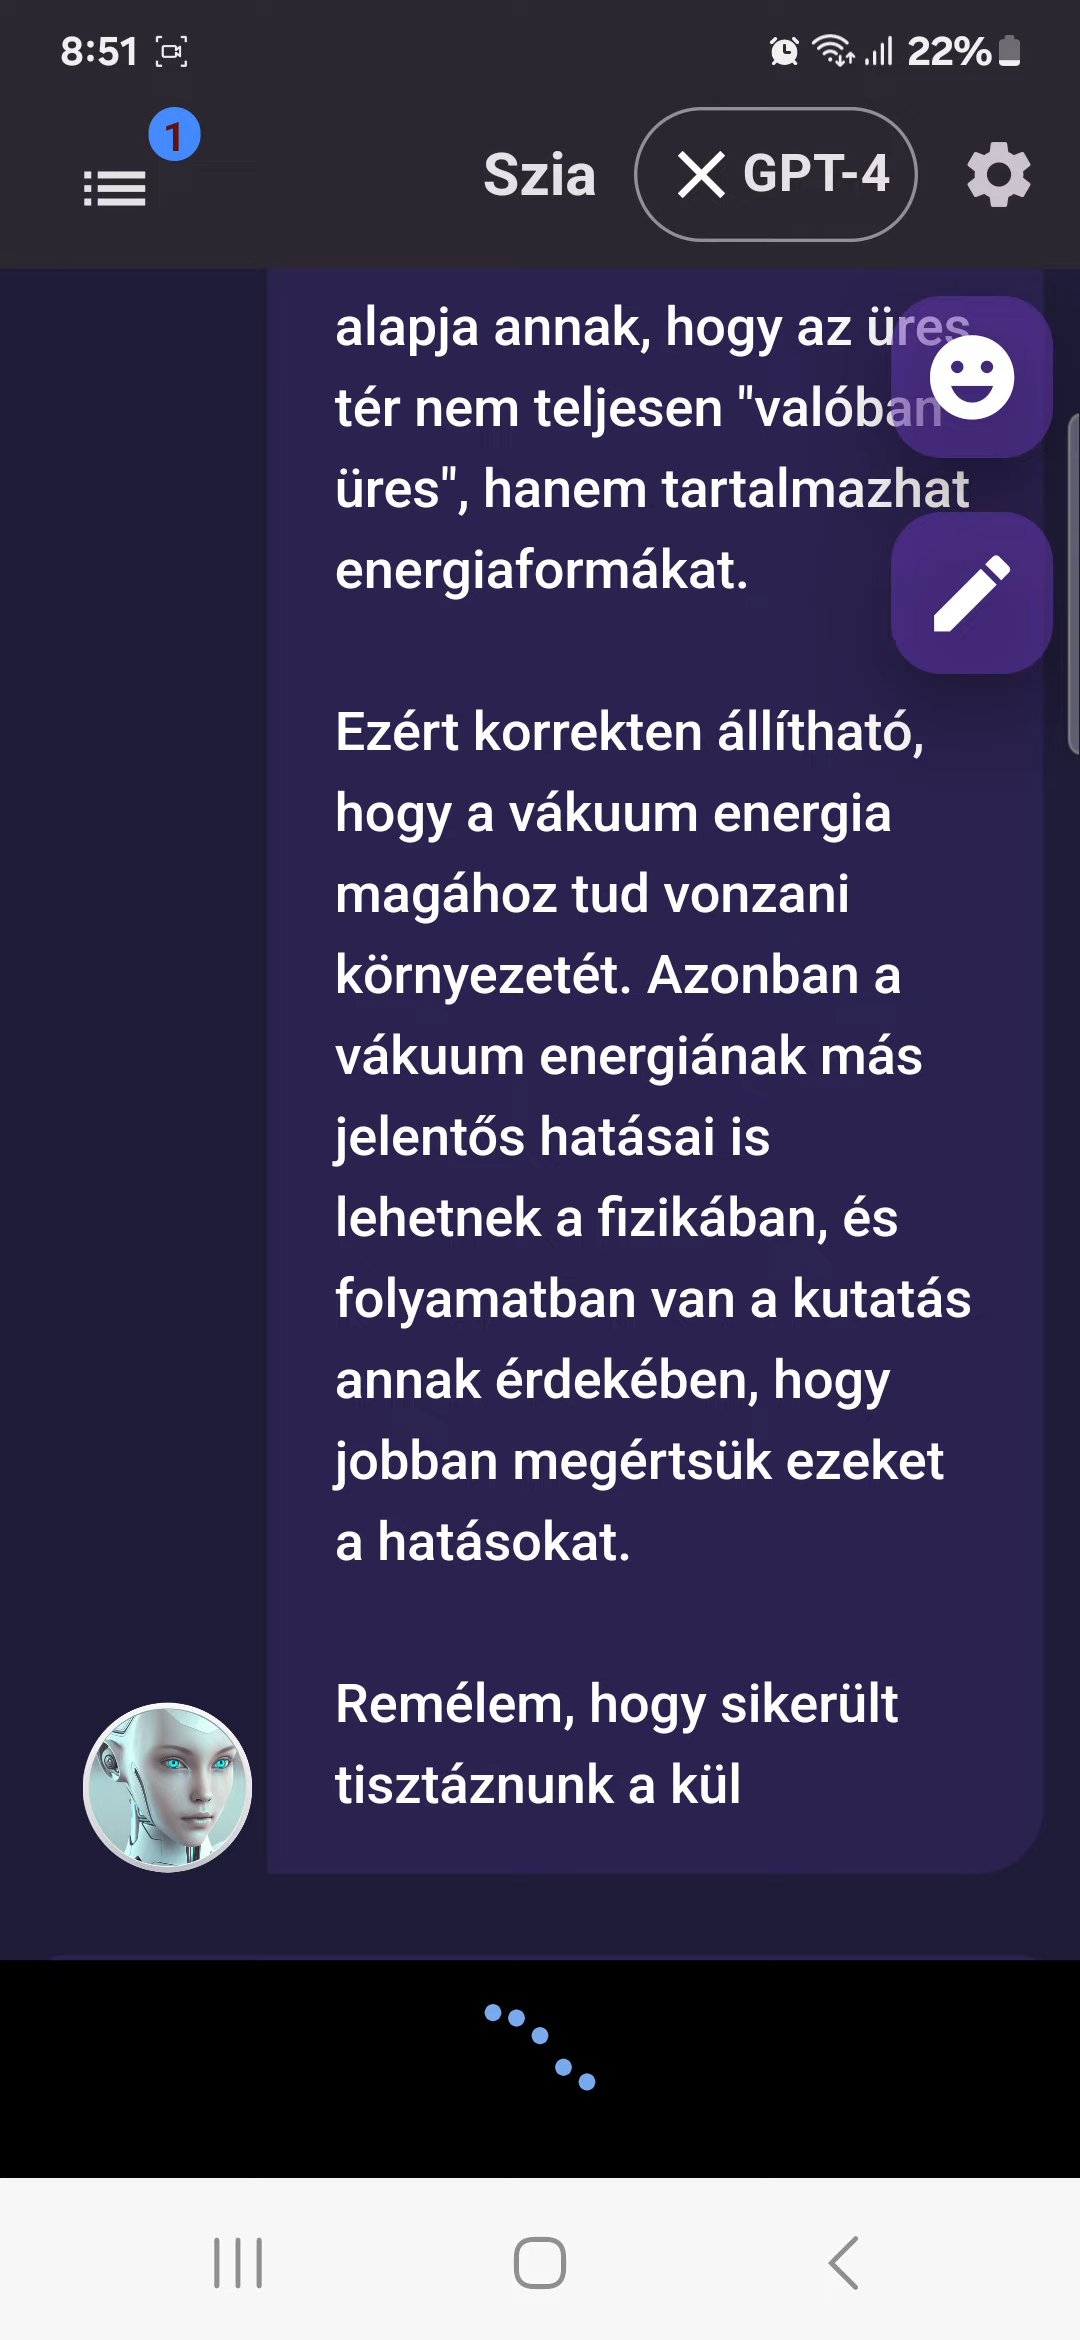 8:51
22%
1
Szia
GPT-4
alapja annak, hogy az üres
tér nem teljesen "valóban
üres", hanem tartalmazhat
energiaformákat.
Ezért korrekten állítható,
hogy a vákuum energia
magához tud vonzani
környezetét. Azonban a
vákuum energiának más
jelentős hatásai is
lehetnek a fizikában, és
folyamatban van a kutatás
annak érdekében, hogy
jobban megértsük ezeket
a hatásokat.
Remélem, hogy sikerült
tisztáznunk a kül